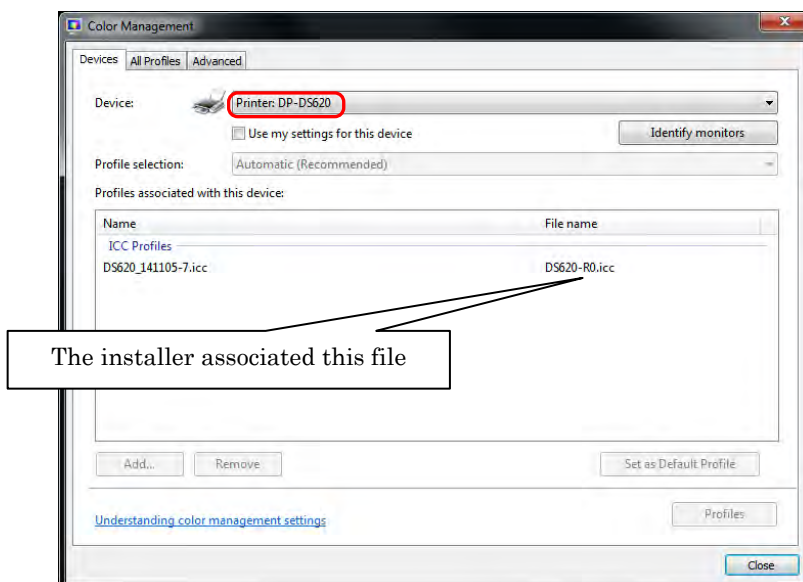 Color Management
Devices All Profiles Advanced
Device: Printer: DP-DS620
Use my settings for this device Identify monitors
Profile selection: Automatic (Recommended)
Profiles associated with this device:
Name File name
ICC Profiles
DS620_141105-7.icc DS620-R0.icc
The installer associated this file
Add... Remove Set as Default Profile
Understanding color management settings Profiles
Close